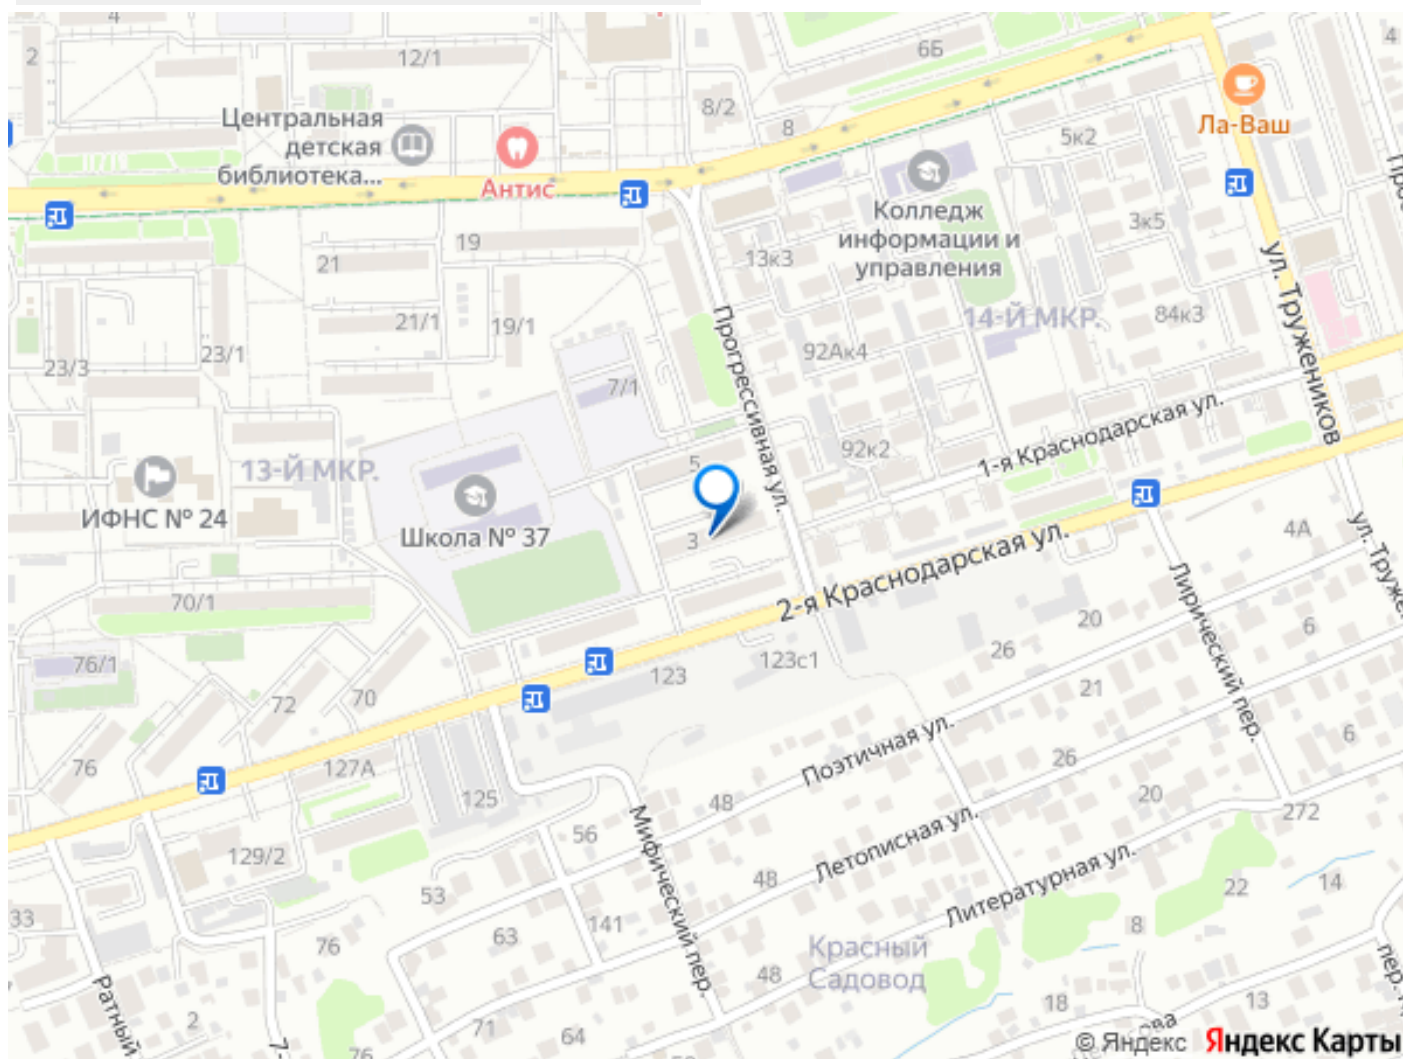 4
2
12/1
6Б
4
8/2
8
Центральная
детская
библиотека...
Антис
Ла-Ваш
5к2
Колледж
информации и
управления
3к5
19
21
13к3
21/1
19/1
Прогрессивная ул.
14-Й МКР.
84к3
ул. Тружеников
23/3
23/1
92Ак4
7/1
13-Й МКР.
5
92к2
1-я Краснодарская ул.
ИФНС № 24
Школа № 37
3
2-я Краснодарская ул.
4А
70/1
76/1
72
70
123
123с1
26
20
6
21
Лирический пер.
76
127А
125
48
Поэтичная ул.
26
6
20
272
56
129/2
53
Мифический пер.
48
Летописная ул.
Литературная ул.
22
14
33
76
63
141
8
Красный
Садовод
48
Ратный
2
71
64
18
13
76
7-
пер.
© Яндекс Яндекс Карты